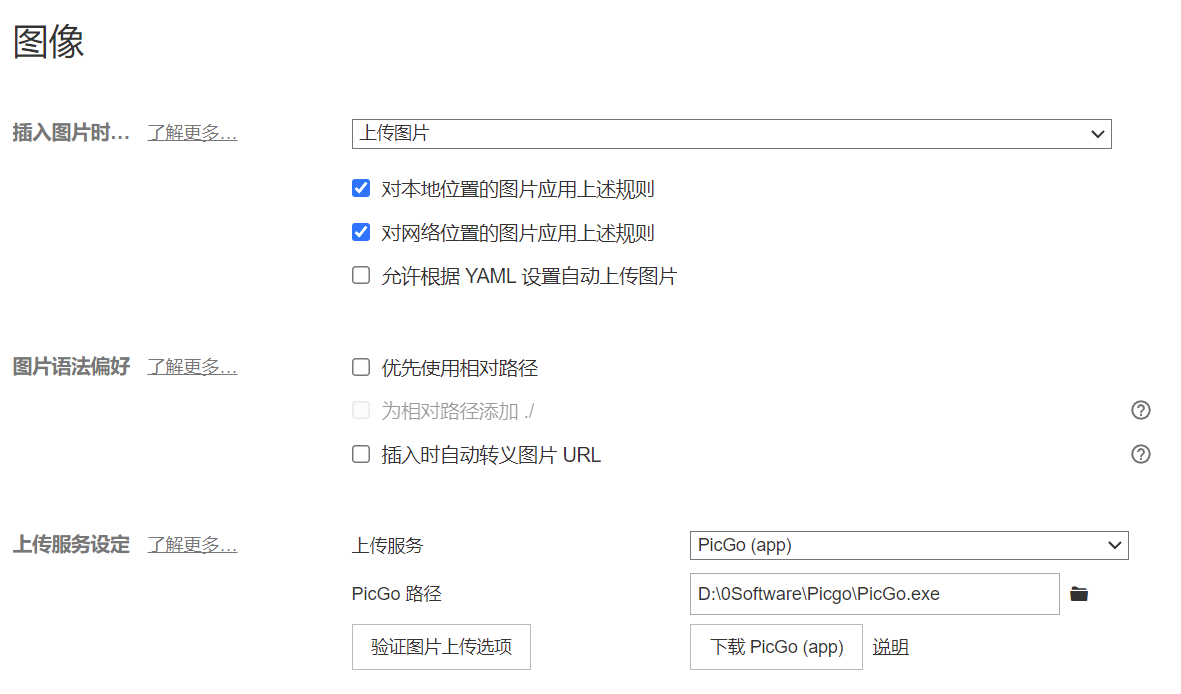 图像
插入图片时... 了解更多... 上传图片
对本地位置的图片应用上述规则
对网络位置的图片应用上述规则
允许根据 YAML 设置自动上传图片
图片语法偏好 了解更多... 优先使用相对路径
为相对路径添加 ./
插入时自动转义图片 URL
上传服务设定 了解更多... 上传服务 PicGo (app)
PicGo 路径 D:\0Software\Picgo\PicGo.exe
验证图片上传选项 下载 PicGo (app) 说明